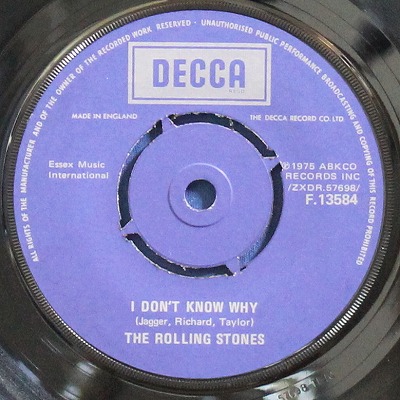 ALL RIGHTS OF THE MANUFACTURER AND OF THE OWNER OF THE RECORDED WORK RESERVED · UNAUTHORISED PUBLIC PERFORMANCE BROADCASTING AND COPYING OF THIS RECORD PROHIBITED
DECCA
MADE IN ENGLAND
THE DECCA RECORD CO. LTD.
Essex Music
International
℗1975 ABKCO
RECORDS INC
/ZXDR.57698/
F.13584
I DON'T KNOW WHY
(Jagger, Richard, Taylor)
THE ROLLING STONES